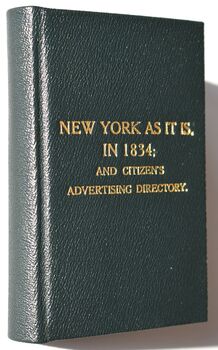 NEW YORK AS IT IS,
IN 1834;
AND CITIZEN'S
ADVERTISING DIRECTORY.